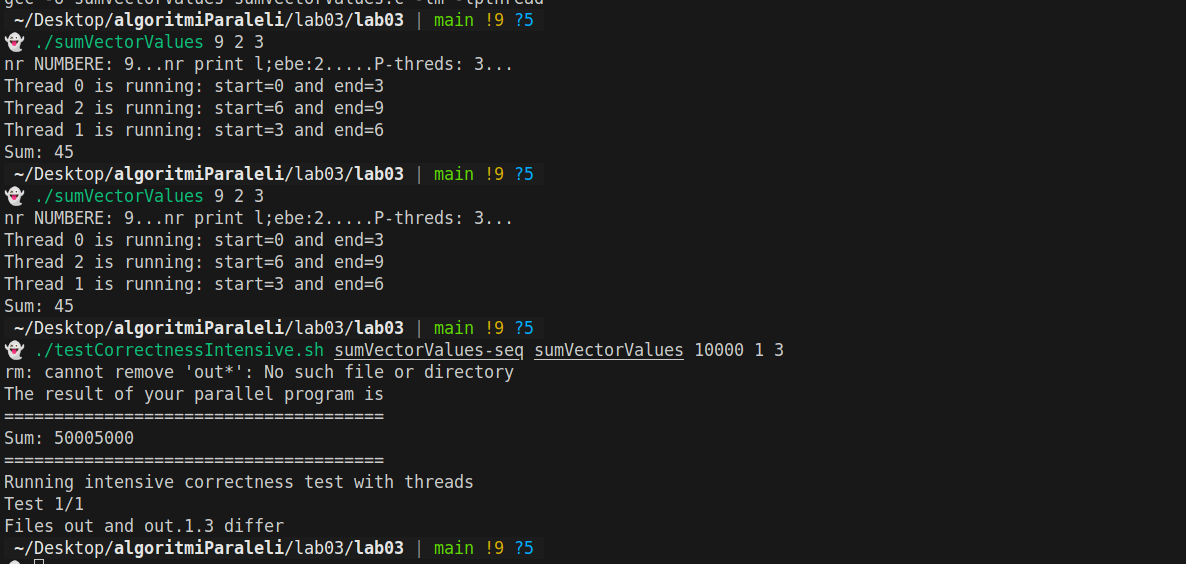 gcc -o sumVectorValues sumVectorValues.c -lm -lpthread
~/Desktop/algoritmiParaleli/lab03/lab03 | main !9 ?5
👻 ./sumVectorValues 9 2 3
nr NUMBERE: 9...nr print l;ebe:2.....P-threds: 3...
Thread 0 is running: start=0 and end=3
Thread 2 is running: start=6 and end=9
Thread 1 is running: start=3 and end=6
Sum: 45
~/Desktop/algoritmiParaleli/lab03/lab03 | main !9 ?5
👻 ./sumVectorValues 9 2 3
nr NUMBERE: 9...nr print l;ebe:2.....P-threds: 3...
Thread 0 is running: start=0 and end=3
Thread 2 is running: start=6 and end=9
Thread 1 is running: start=3 and end=6
Sum: 45
~/Desktop/algoritmiParaleli/lab03/lab03 | main !9 ?5
👻 ./testCorrectnessIntensive.sh sumVectorValues-seq sumVectorValues 10000 1 3
rm: cannot remove 'out*': No such file or directory
The result of your parallel program is
======================================
Sum: 50005000
======================================
Running intensive correctness test with threads
Test 1/1
Files out and out.1.3 differ
~/Desktop/algoritmiParaleli/lab03/lab03 | main !9 ?5